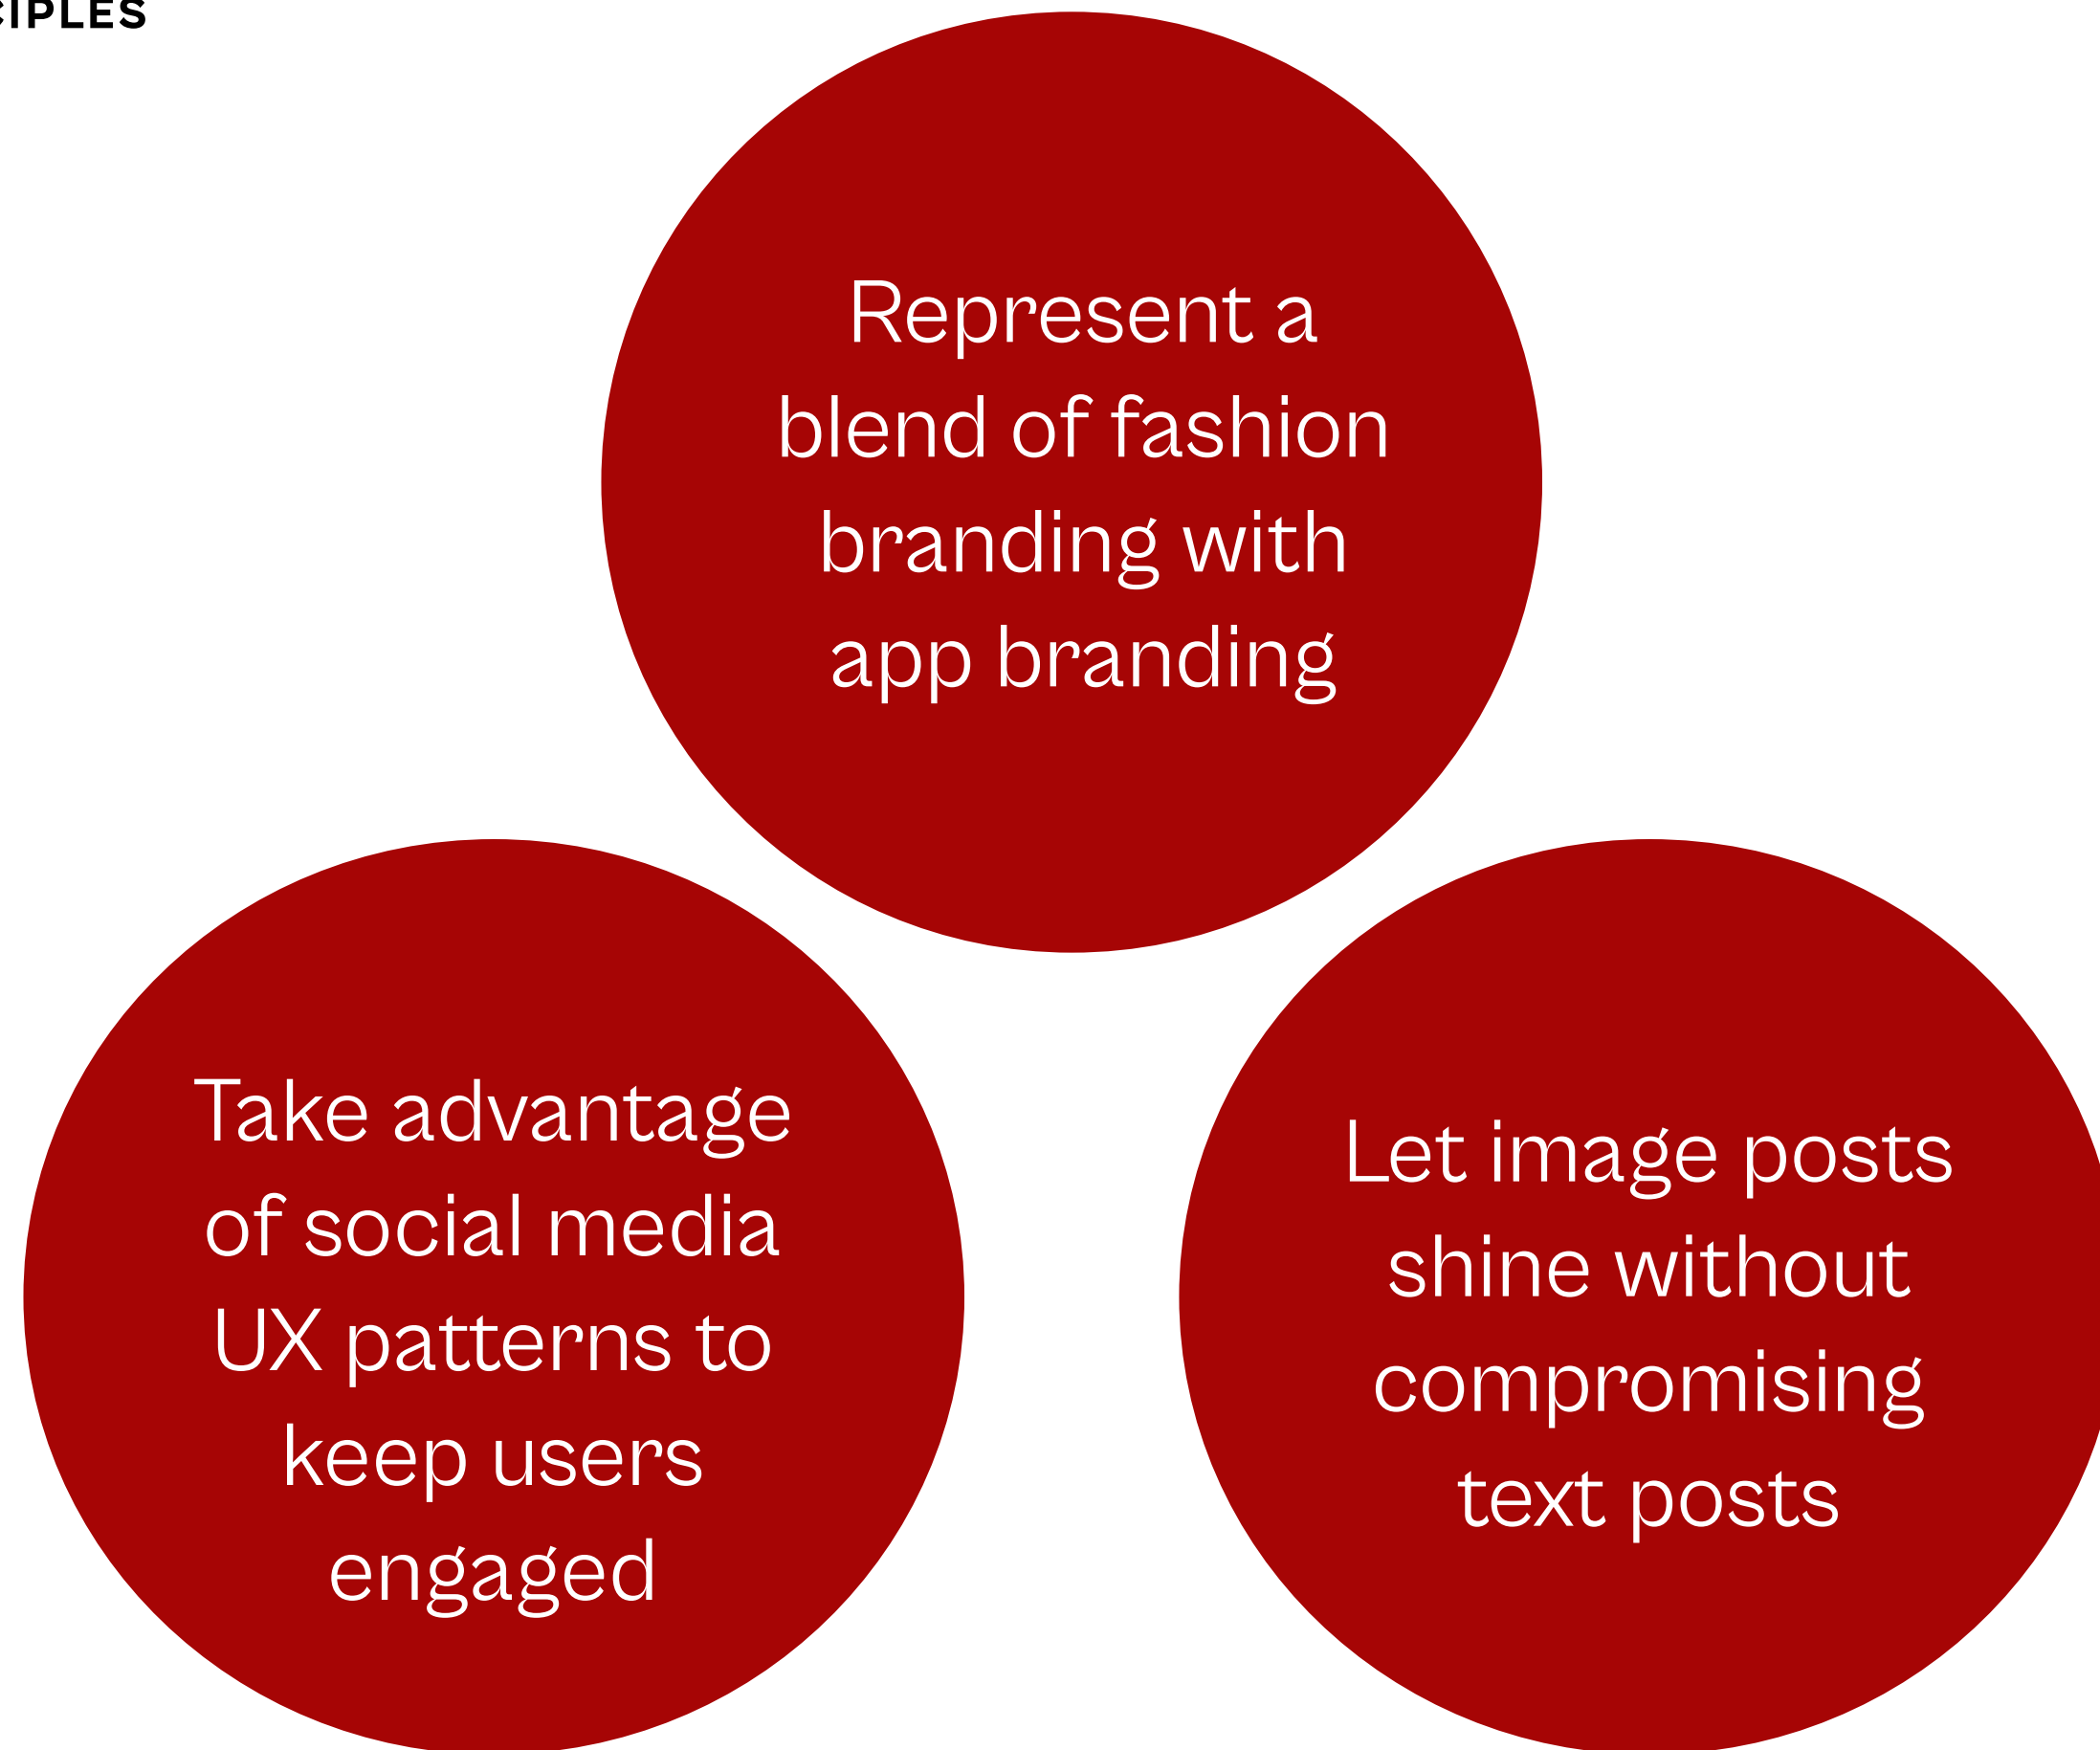 CIPLES
Represent a
blend of fashion
branding with
app branding
Take advantage
of social media
UX patterns to
keep users
engaged
Let image posts
shine without
compromising
text posts